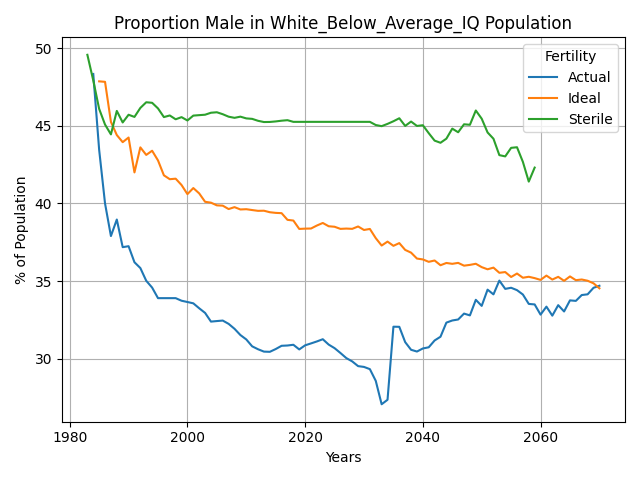 Proportion Male in White_Below_Average_IQ Population
% of Population
50
45
40
35
30
1980
2000
2020
2040
2060
Years
Fertility
Actual
Ideal
Sterile